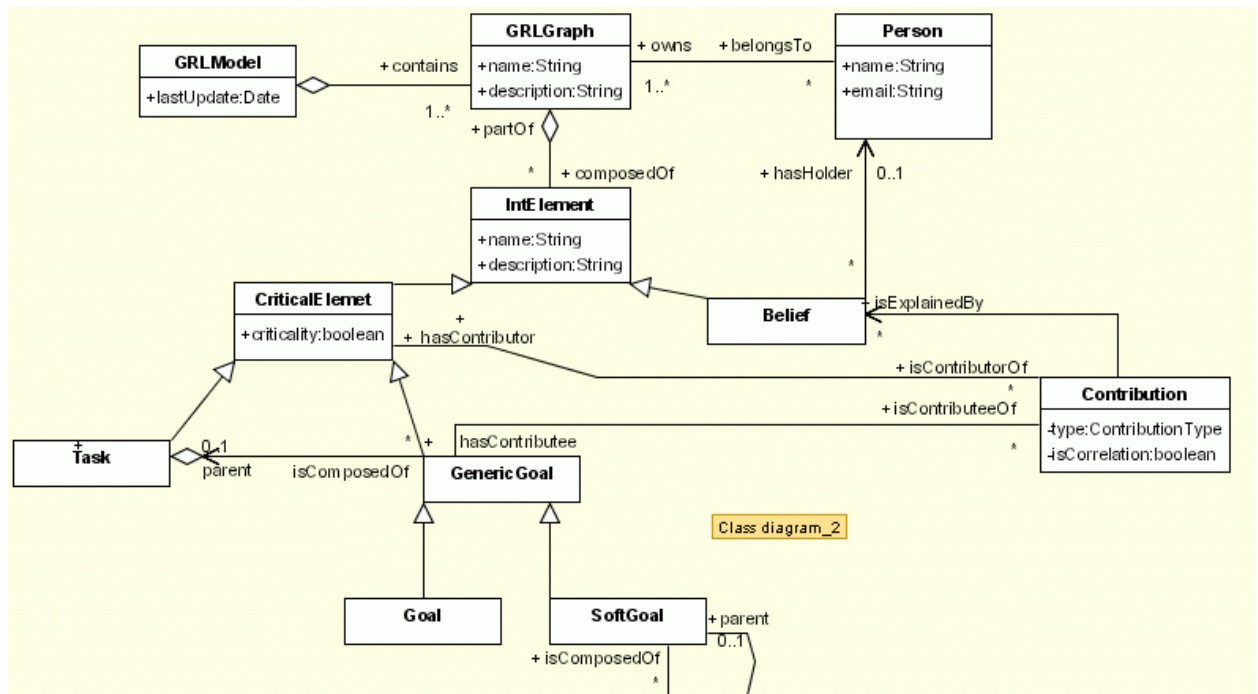 GRLGraph
+name:String
+description:String
Person
+name:String
+email:String
GRLModel
+lastUpdate:Date
+ contains
1..*
+ owns
1..*
+ belongsTo
*
+ partOf
*
+ composedOf
+ hasHolder
0..1
*
IntElement
+name:String
+description:String
CriticalElemet
+criticality:boolean
Belief
+ isExplainedBy
*
+
+ hasContributor
+ isContributorOf
*
+ isContributeeOf
*
Contribution
-type:ContributionType
-isCorrelation:boolean
+
Task
0..1
parent
* +
isComposedOf
hasContributee
GenericGoal
Class diagram_2
Goal
SoftGoal
+ parent
0..1
+ isComposedOf
*